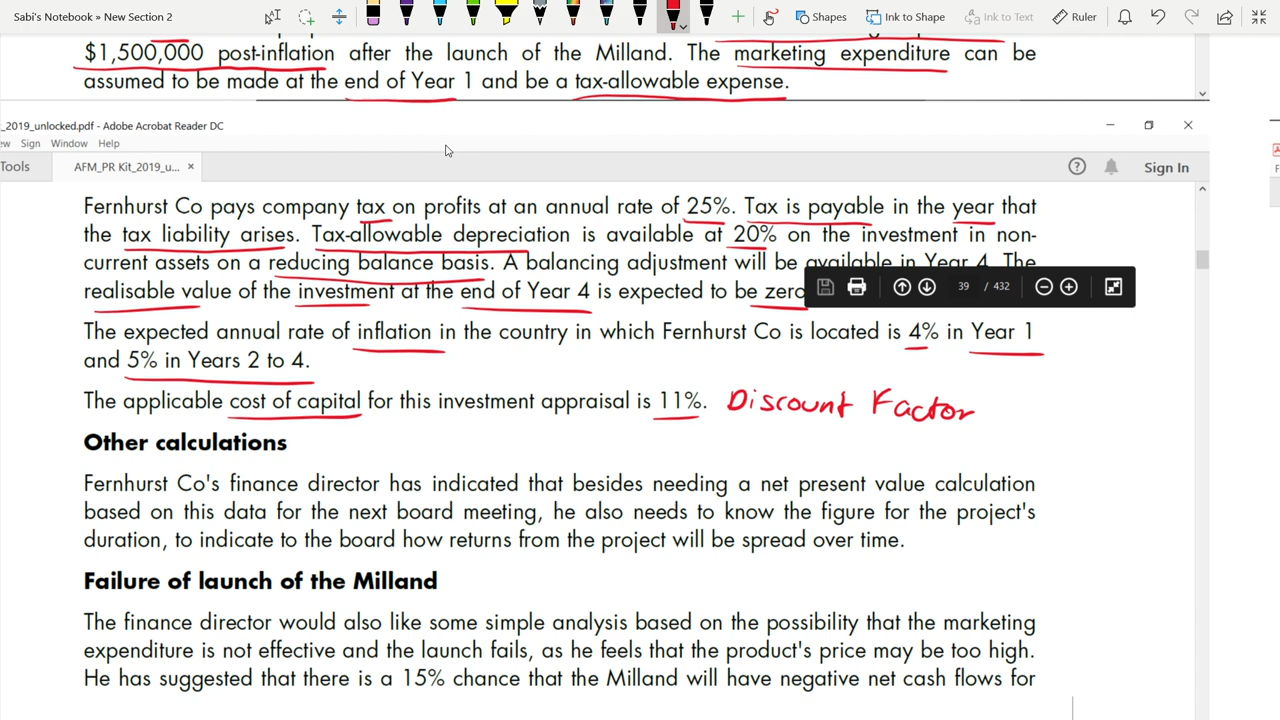 Sabi's Notebook » New Section 2
Shapes Ink to Shape Ink to Text Ruler
$1,500,000 post-inflation after the launch of the Milland. The marketing expenditure can be
assumed to be made at the end of Year 1 and be a tax-allowable expense.
_2019_unlocked.pdf - Adobe Acrobat Reader DC
ew Sign Window Help
Tools AFM_PR Kit_2019_u... × Sign In
Fernhurst Co pays company tax on profits at an annual rate of 25%. Tax is payable in the year that
the tax liability arises. Tax-allowable depreciation is available at 20% on the investment in non-
current assets on a reducing balance basis. A balancing adjustment will be available in Year 4. The
realisable value of the investment at the end of Year 4 is expected to be zero
39 / 432
The expected annual rate of inflation in the country in which Fernhurst Co is located is 4% in Year 1
and 5% in Years 2 to 4.
The applicable cost of capital for this investment appraisal is 11%. Discount Factor
Other calculations
Fernhurst Co's finance director has indicated that besides needing a net present value calculation
based on this data for the next board meeting, he also needs to know the figure for the project's
duration, to indicate to the board how returns from the project will be spread over time.
Failure of launch of the Milland
The finance director would also like some simple analysis based on the possibility that the marketing
expenditure is not effective and the launch fails, as he feels that the product's price may be too high.
He has suggested that there is a 15% chance that the Milland will have negative net cash flows for